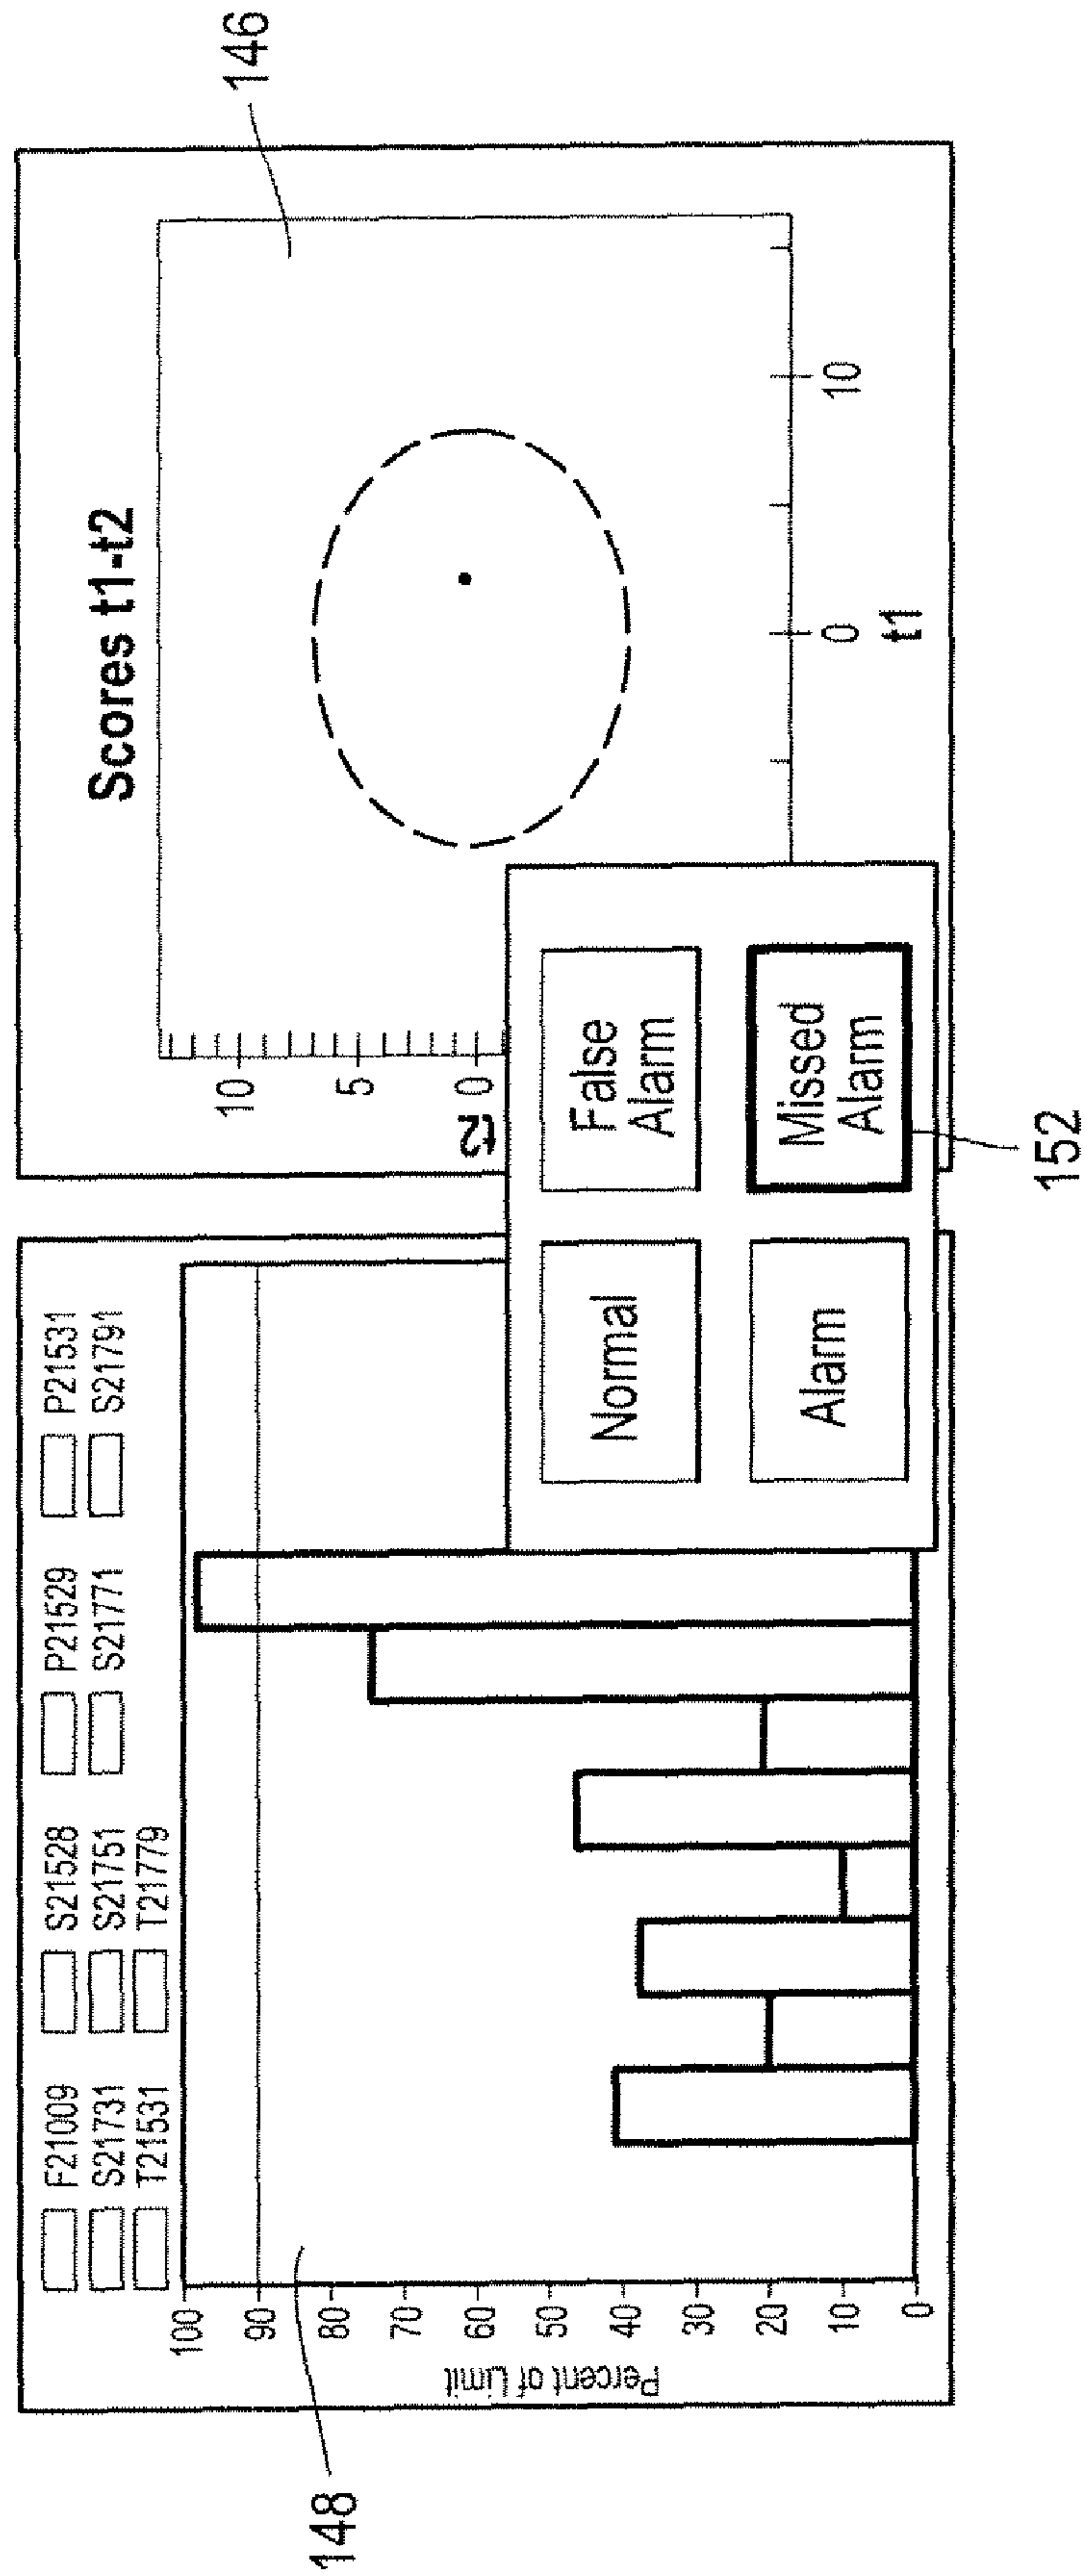 F21009 S21528 P21529 P21531
S21731 S21751 S21771 S21791
T21531 T21779
Percent of Limit
100
90
80
70
60
50
40
30
20
10
0
148
Scores t1-t2
t2
10
5
0
0
10
t1
146
Normal
False
Alarm
Alarm
Missed
Alarm
152